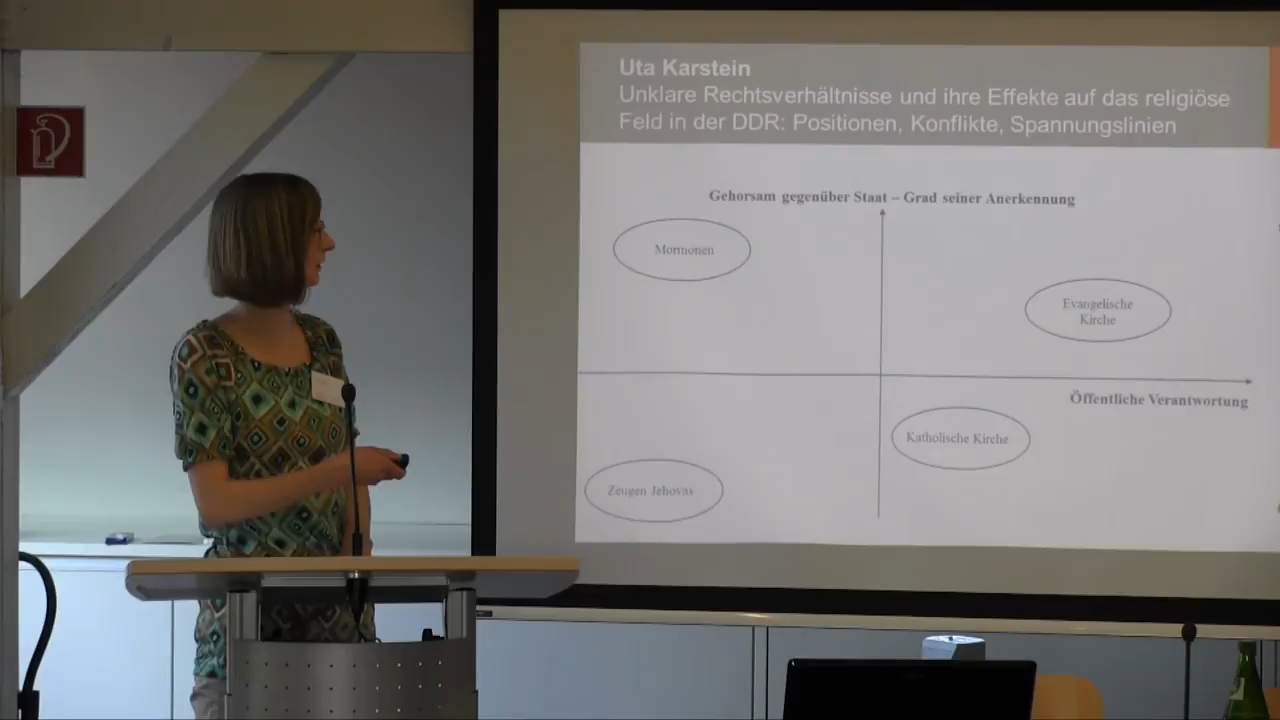 Uta Karstein
Unklare Rechtsverhältnisse und ihre Effekte auf das religiöse
Feld in der DDR: Positionen, Konflikte, Spannungslinien
Gehorsam gegenüber Staat – Grad seiner Anerkennung
Mormonen
Evangelische
Kirche
Öffentliche Verantwortung
Katholische Kirche
Zeugen Jehovas